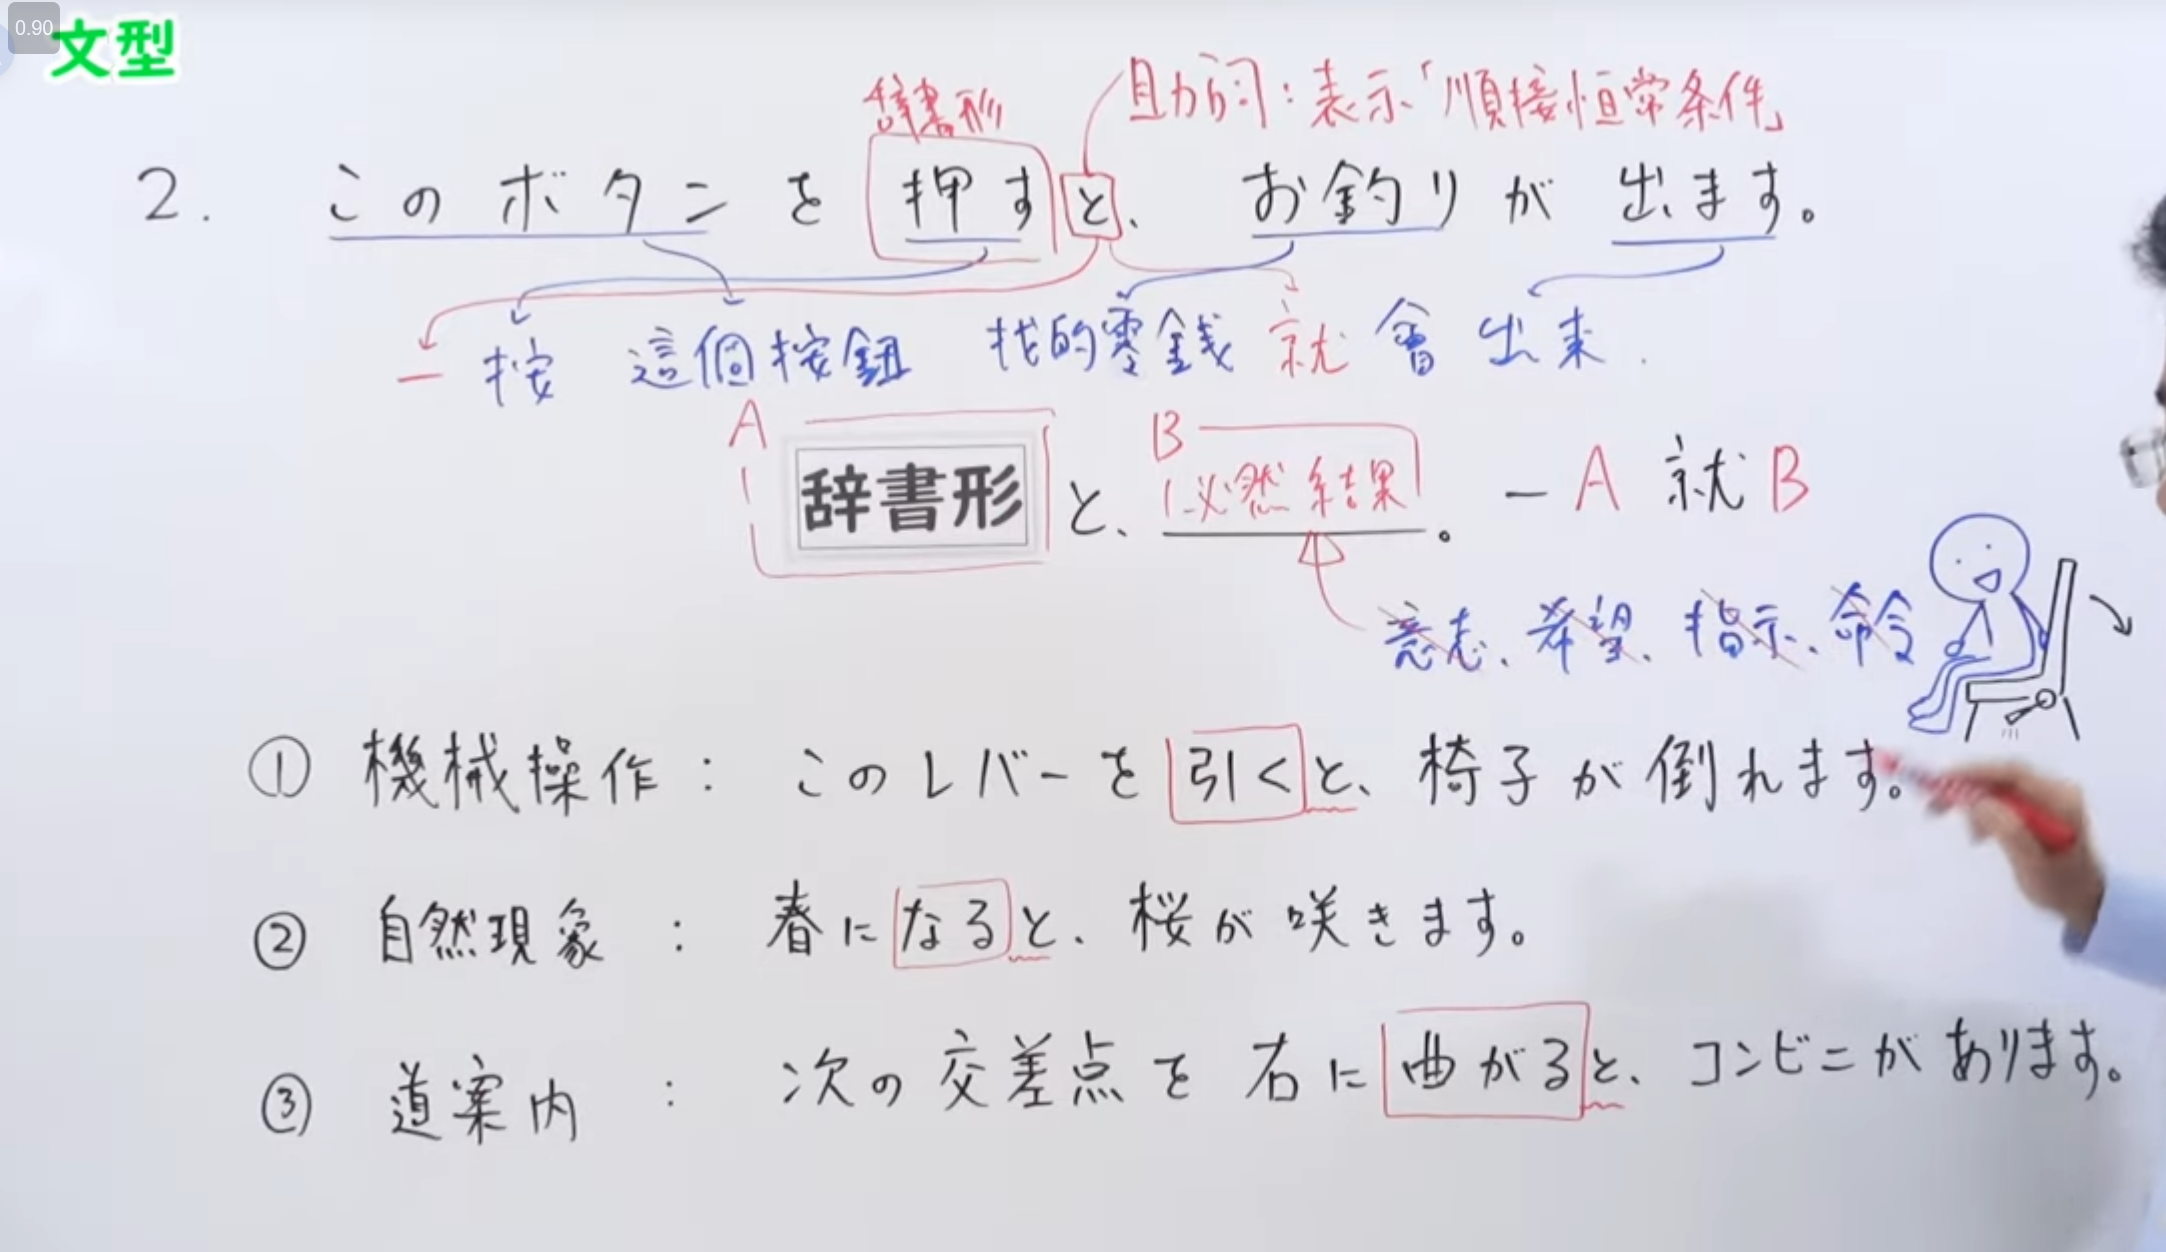 0.90
文型
辞書形
助詞：表示「順接恒常条件」
2. このボタンを押すと、お釣りが出ます。
一按這個按鈕 找的零錢就會出来.
A
B
辞書形と、必然結果。 一A就B
意志、希望、指示、命令
① 機械操作：このレバーを引くと、椅子が倒れます。
② 自然現象：春になると、桜が咲きます。
③ 道案内：次の交差点を右に曲がると、コンビニがあります。